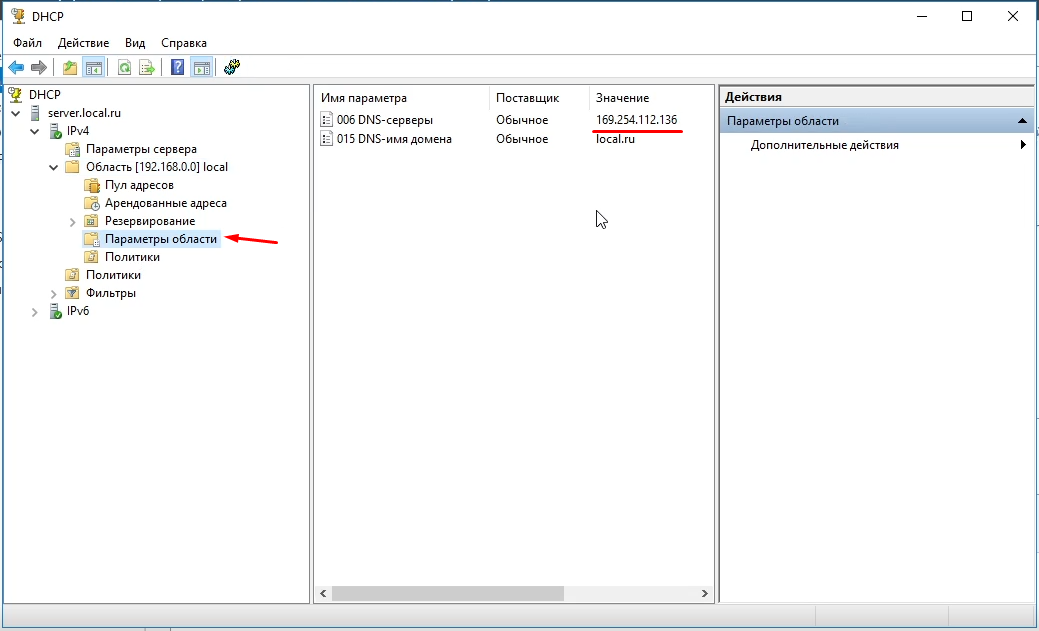 DHCP
Файл Действие Вид Справка
DHCP
server.local.ru
IPv4
Параметры сервера
Область [192.168.0.0] local
Пул адресов
Арендованные адреса
Резервирование
Параметры области
Политики
Политики
Фильтры
IPv6
Имя параметра Поставщик Значение
006 DNS-серверы Обычное 169.254.112.136
015 DNS-имя домена Обычное local.ru
Действия
Параметры области
Дополнительные действия